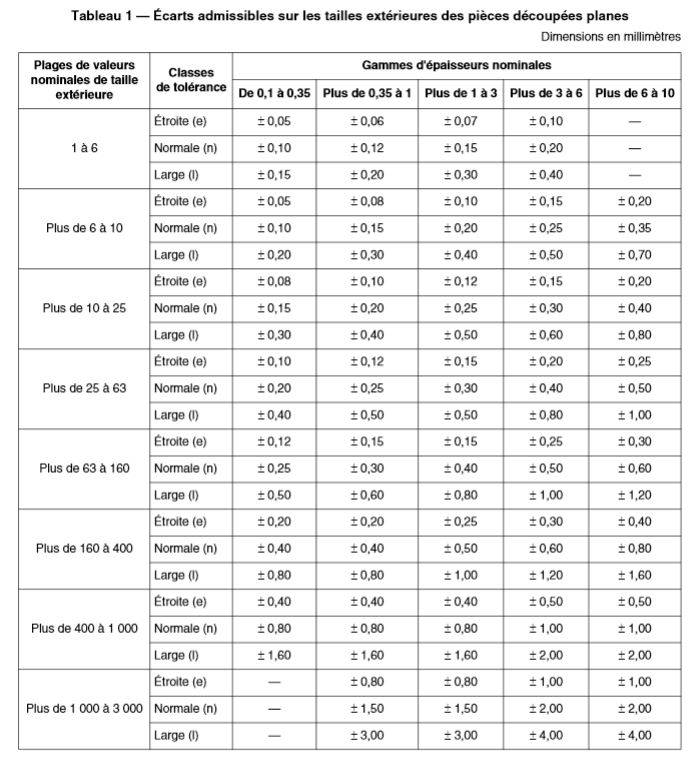 Tableau 1 — Écarts admissibles sur les tailles extérieures des pièces découpées planes
Dimensions en millimètres
Plages de valeurs nominales de taille extérieure | Classes de tolérance | Gammes d'épaisseurs nominales
De 0,1 à 0,35 | Plus de 0,35 à 1 | Plus de 1 à 3 | Plus de 3 à 6 | Plus de 6 à 10
1 à 6
Étroite (e) ± 0,05 ± 0,06 ± 0,07 ± 0,10 —
Normale (n) ± 0,10 ± 0,12 ± 0,15 ± 0,20 —
Large (l) ± 0,15 ± 0,20 ± 0,30 ± 0,40 —
Plus de 6 à 10
Étroite (e) ± 0,05 ± 0,08 ± 0,10 ± 0,15 ± 0,20
Normale (n) ± 0,10 ± 0,15 ± 0,20 ± 0,25 ± 0,35
Large (l) ± 0,20 ± 0,30 ± 0,40 ± 0,50 ± 0,70
Plus de 10 à 25
Étroite (e) ± 0,08 ± 0,10 ± 0,12 ± 0,15 ± 0,20
Normale (n) ± 0,15 ± 0,20 ± 0,25 ± 0,30 ± 0,40
Large (l) ± 0,30 ± 0,40 ± 0,50 ± 0,60 ± 0,80
Plus de 25 à 63
Étroite (e) ± 0,10 ± 0,12 ± 0,15 ± 0,20 ± 0,25
Normale (n) ± 0,20 ± 0,25 ± 0,30 ± 0,40 ± 0,50
Large (l) ± 0,40 ± 0,50 ± 0,50 ± 0,80 ± 1,00
Plus de 63 à 160
Étroite (e) ± 0,12 ± 0,15 ± 0,15 ± 0,25 ± 0,30
Normale (n) ± 0,25 ± 0,30 ± 0,40 ± 0,50 ± 0,60
Large (l) ± 0,50 ± 0,60 ± 0,80 ± 1,00 ± 1,20
Plus de 160 à 400
Étroite (e) ± 0,20 ± 0,20 ± 0,25 ± 0,30 ± 0,40
Normale (n) ± 0,40 ± 0,40 ± 0,50 ± 0,60 ± 0,80
Large (l) ± 0,80 ± 0,80 ± 1,00 ± 1,20 ± 1,60
Plus de 400 à 1 000
Étroite (e) ± 0,40 ± 0,40 ± 0,40 ± 0,50 ± 0,50
Normale (n) ± 0,80 ± 0,80 ± 0,80 ± 1,00 ± 1,00
Large (l) ± 1,60 ± 1,60 ± 1,60 ± 2,00 ± 2,00
Plus de 1 000 à 3 000
Étroite (e) — ± 0,80 ± 0,80 ± 1,00 ± 1,00
Normale (n) — ± 1,50 ± 1,50 ± 2,00 ± 2,00
Large (l) — ± 3,00 ± 3,00 ± 4,00 ± 4,00